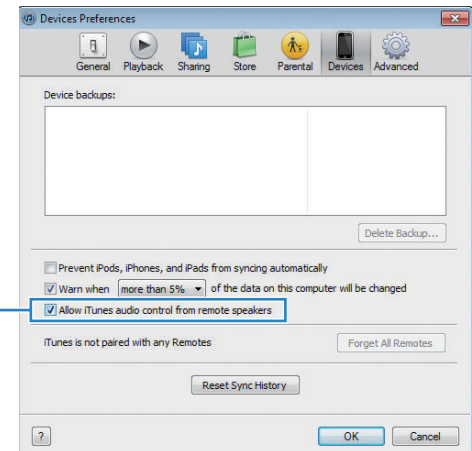 Devices Preferences
General Playback Sharing Store Parental Devices Advanced
Device backups:
Delete Backup...
Prevent iPods, iPhones, and iPads from syncing automatically
Warn when more than 5% of the data on this computer will be changed
Allow iTunes audio control from remote speakers
iTunes is not paired with any Remotes Forget All Remotes
Reset Sync History
? OK Cancel